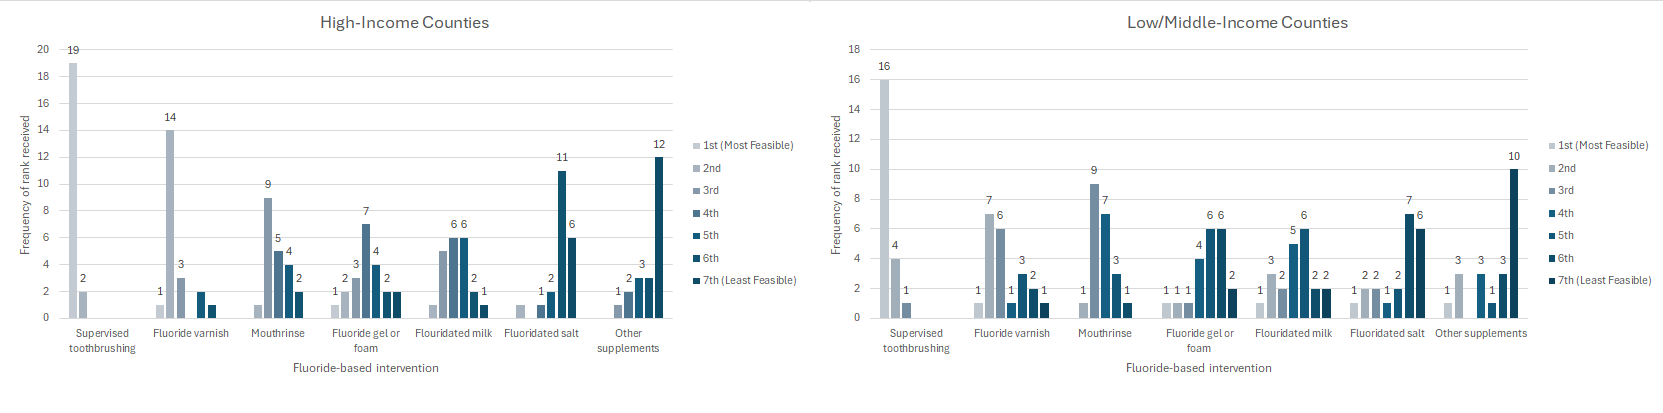 High-Income Counties
20
18
16
14
12
10
8
6
4
2
0
Frequency of rank received
19
2
1
14
3
1
9
5
4
2
1
2
3
7
4
2
6
6
2
1
1
2
11
6
1
2
3
3
12
Supervised toothbrushing
Fluoride varnish
Mouthrinse
Fluoride gel or foam
Flouridated milk
Fluoridated salt
Other supplements
Fluoride-based intervention
1st (Most Feasible)
2nd
3rd
4th
5th
6th
7th (Least Feasible)
Low/Middle-Income Counties
18
16
14
12
10
8
6
4
2
0
Frequency of rank received
16
4
1
1
7
6
1
3
2
1
1
9
7
3
1
1
1
1
4
6
6
2
1
3
2
5
6
2
2
1
2
2
1
2
7
6
1
3
3
1
3
10
Supervised toothbrushing
Fluoride varnish
Mouthrinse
Fluoride gel or foam
Flouridated milk
Fluoridated salt
Other supplements
Fluoride-based intervention
1st (Most Feasible)
2nd
3rd
4th
5th
6th
7th (Least Feasible)